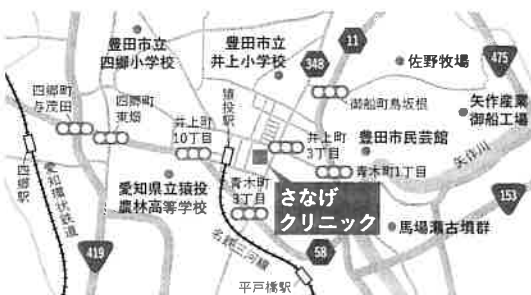 豊田市立
四郷小学校
豊田市立
井上小学校
348
11
佐野牧場
475
四郷町
与茂田
四郷町
東畑
猿投駅
御船町鳥坂根
矢作産業
御船工場
井上町
10丁目
井上町
3丁目
豊田市民芸館
矢作川
四郷駅
愛知環状鉄道
愛知県立猿投
農林高等学校
青木町
3丁目
青木町1丁目
さなげ
クリニック
153
馬場瀬古墳群
419
名鉄三河線
58
平戸橋駅